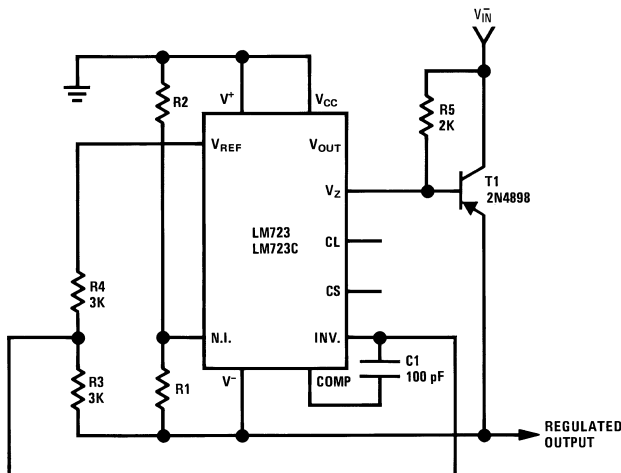 V‾IN
R2
V+
VCC
R5
2K
VREF
VOUT
T1
2N4898
VZ
LM723
LM723C
CL
R4
3K
CS
N.I.
INV.
R3
3K
R1
C1
100 pF
V-
COMP
REGULATED
OUTPUT